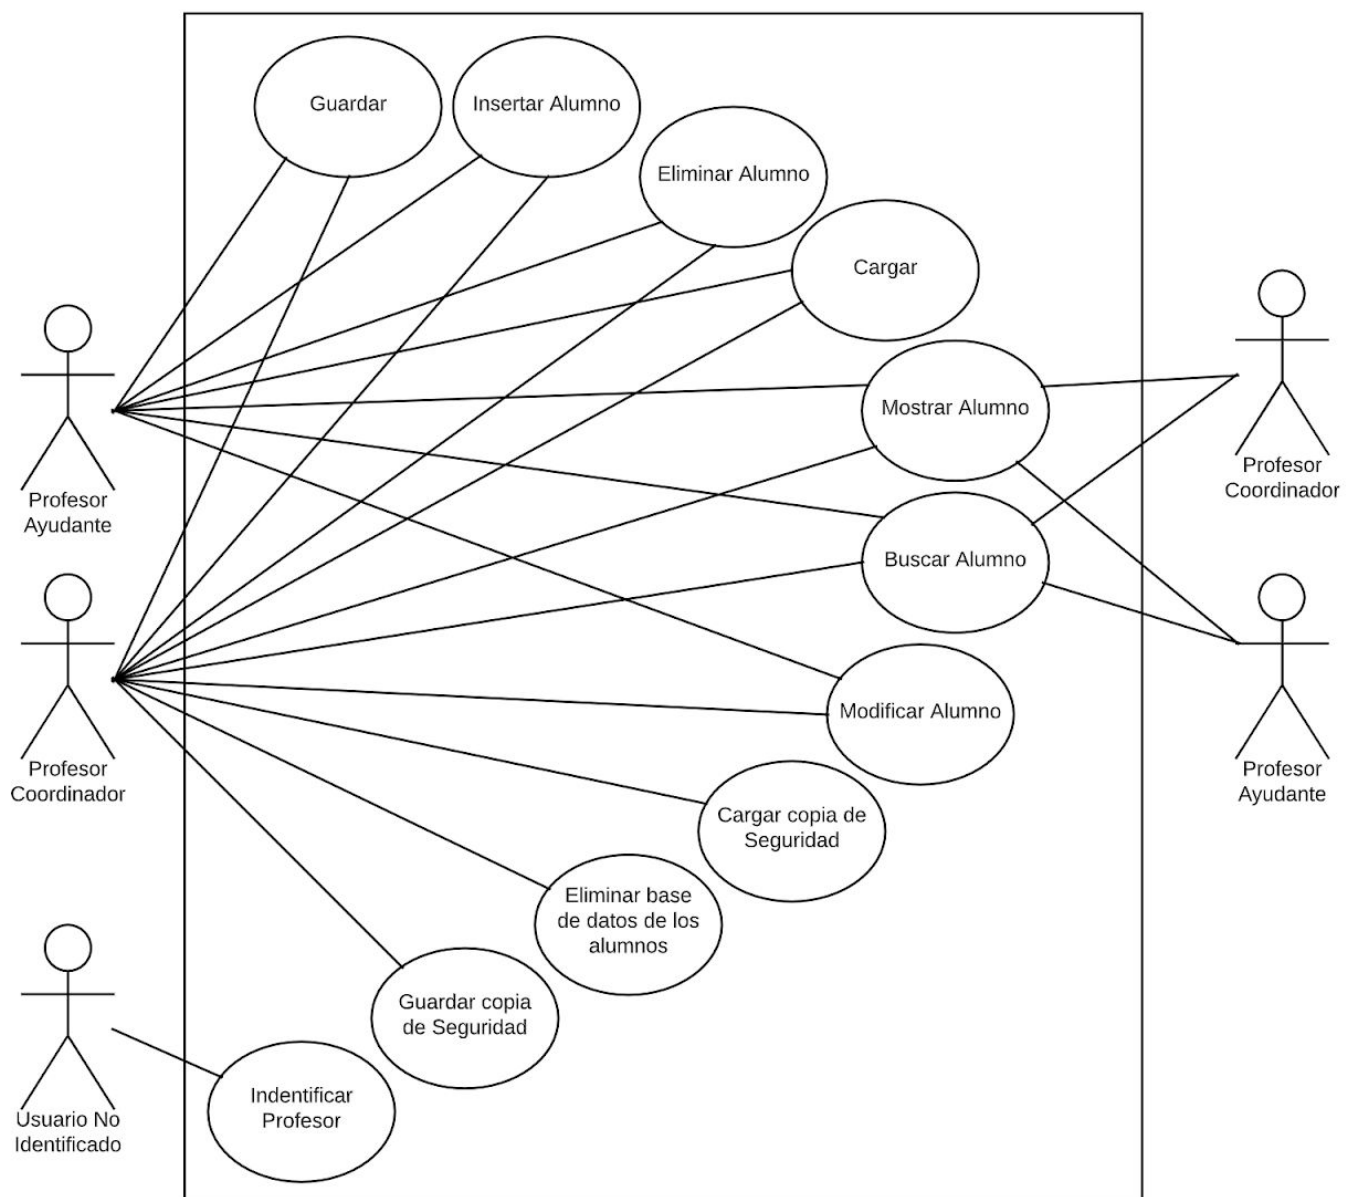 Guardar
Insertar Alumno
Eliminar Alumno
Cargar
Mostrar Alumno
Profesor
Coordinador
Profesor
Ayudante
Buscar Alumno
Modificar Alumno
Profesor
Coordinador
Profesor
Ayudante
Cargar copia de
Seguridad
Eliminar base
de datos de los
alumnos
Guardar copia
de Seguridad
Indentificar
Profesor
Usuario No
Identificado